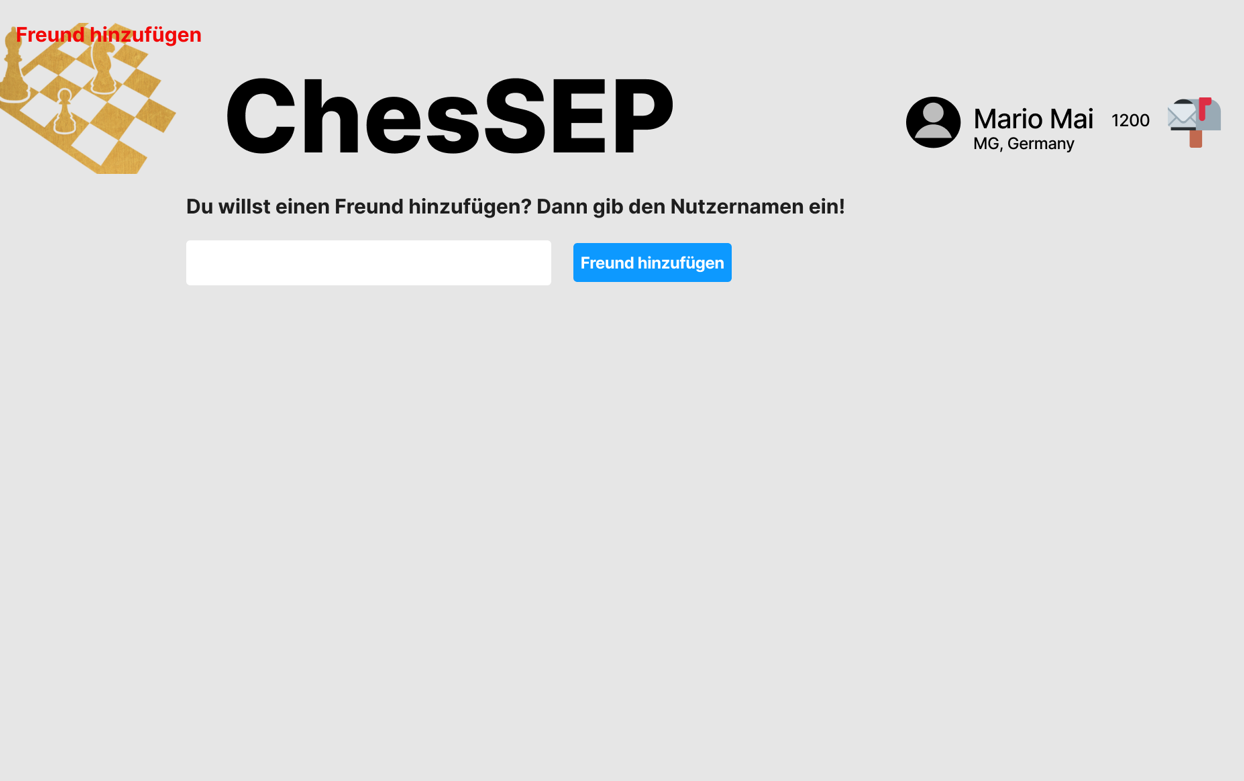 Freund hinzufügen
ChesSEP
Mario Mai 1200
MG, Germany
Du willst einen Freund hinzufügen? Dann gib den Nutzernamen ein!
Freund hinzufügen